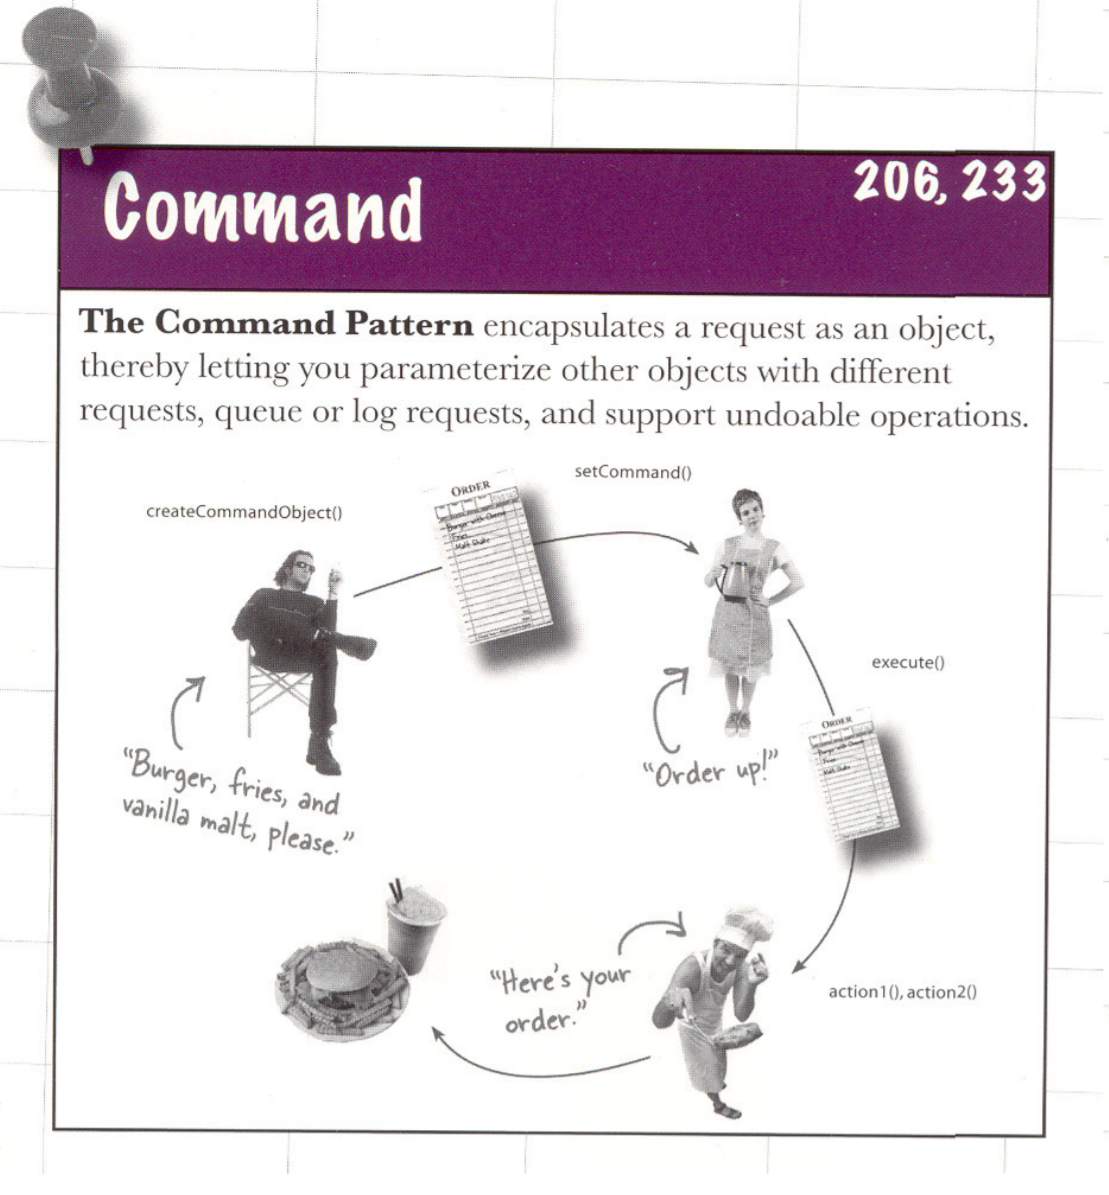 Command
206, 233
The Command Pattern encapsulates a request as an object,
thereby letting you parameterize other objects with different
requests, queue or log requests, and support undoable operations.
createCommandObject()
ORDER
Burger with Cheese
Fries
Malt Shake
setCommand()
"Burger, fries, and
vanilla malt, please."
"Order up!"
execute()
ORDER
Burger with Cheese
Fries
Malt Shake
action1(), action2()
"Here's your
order."